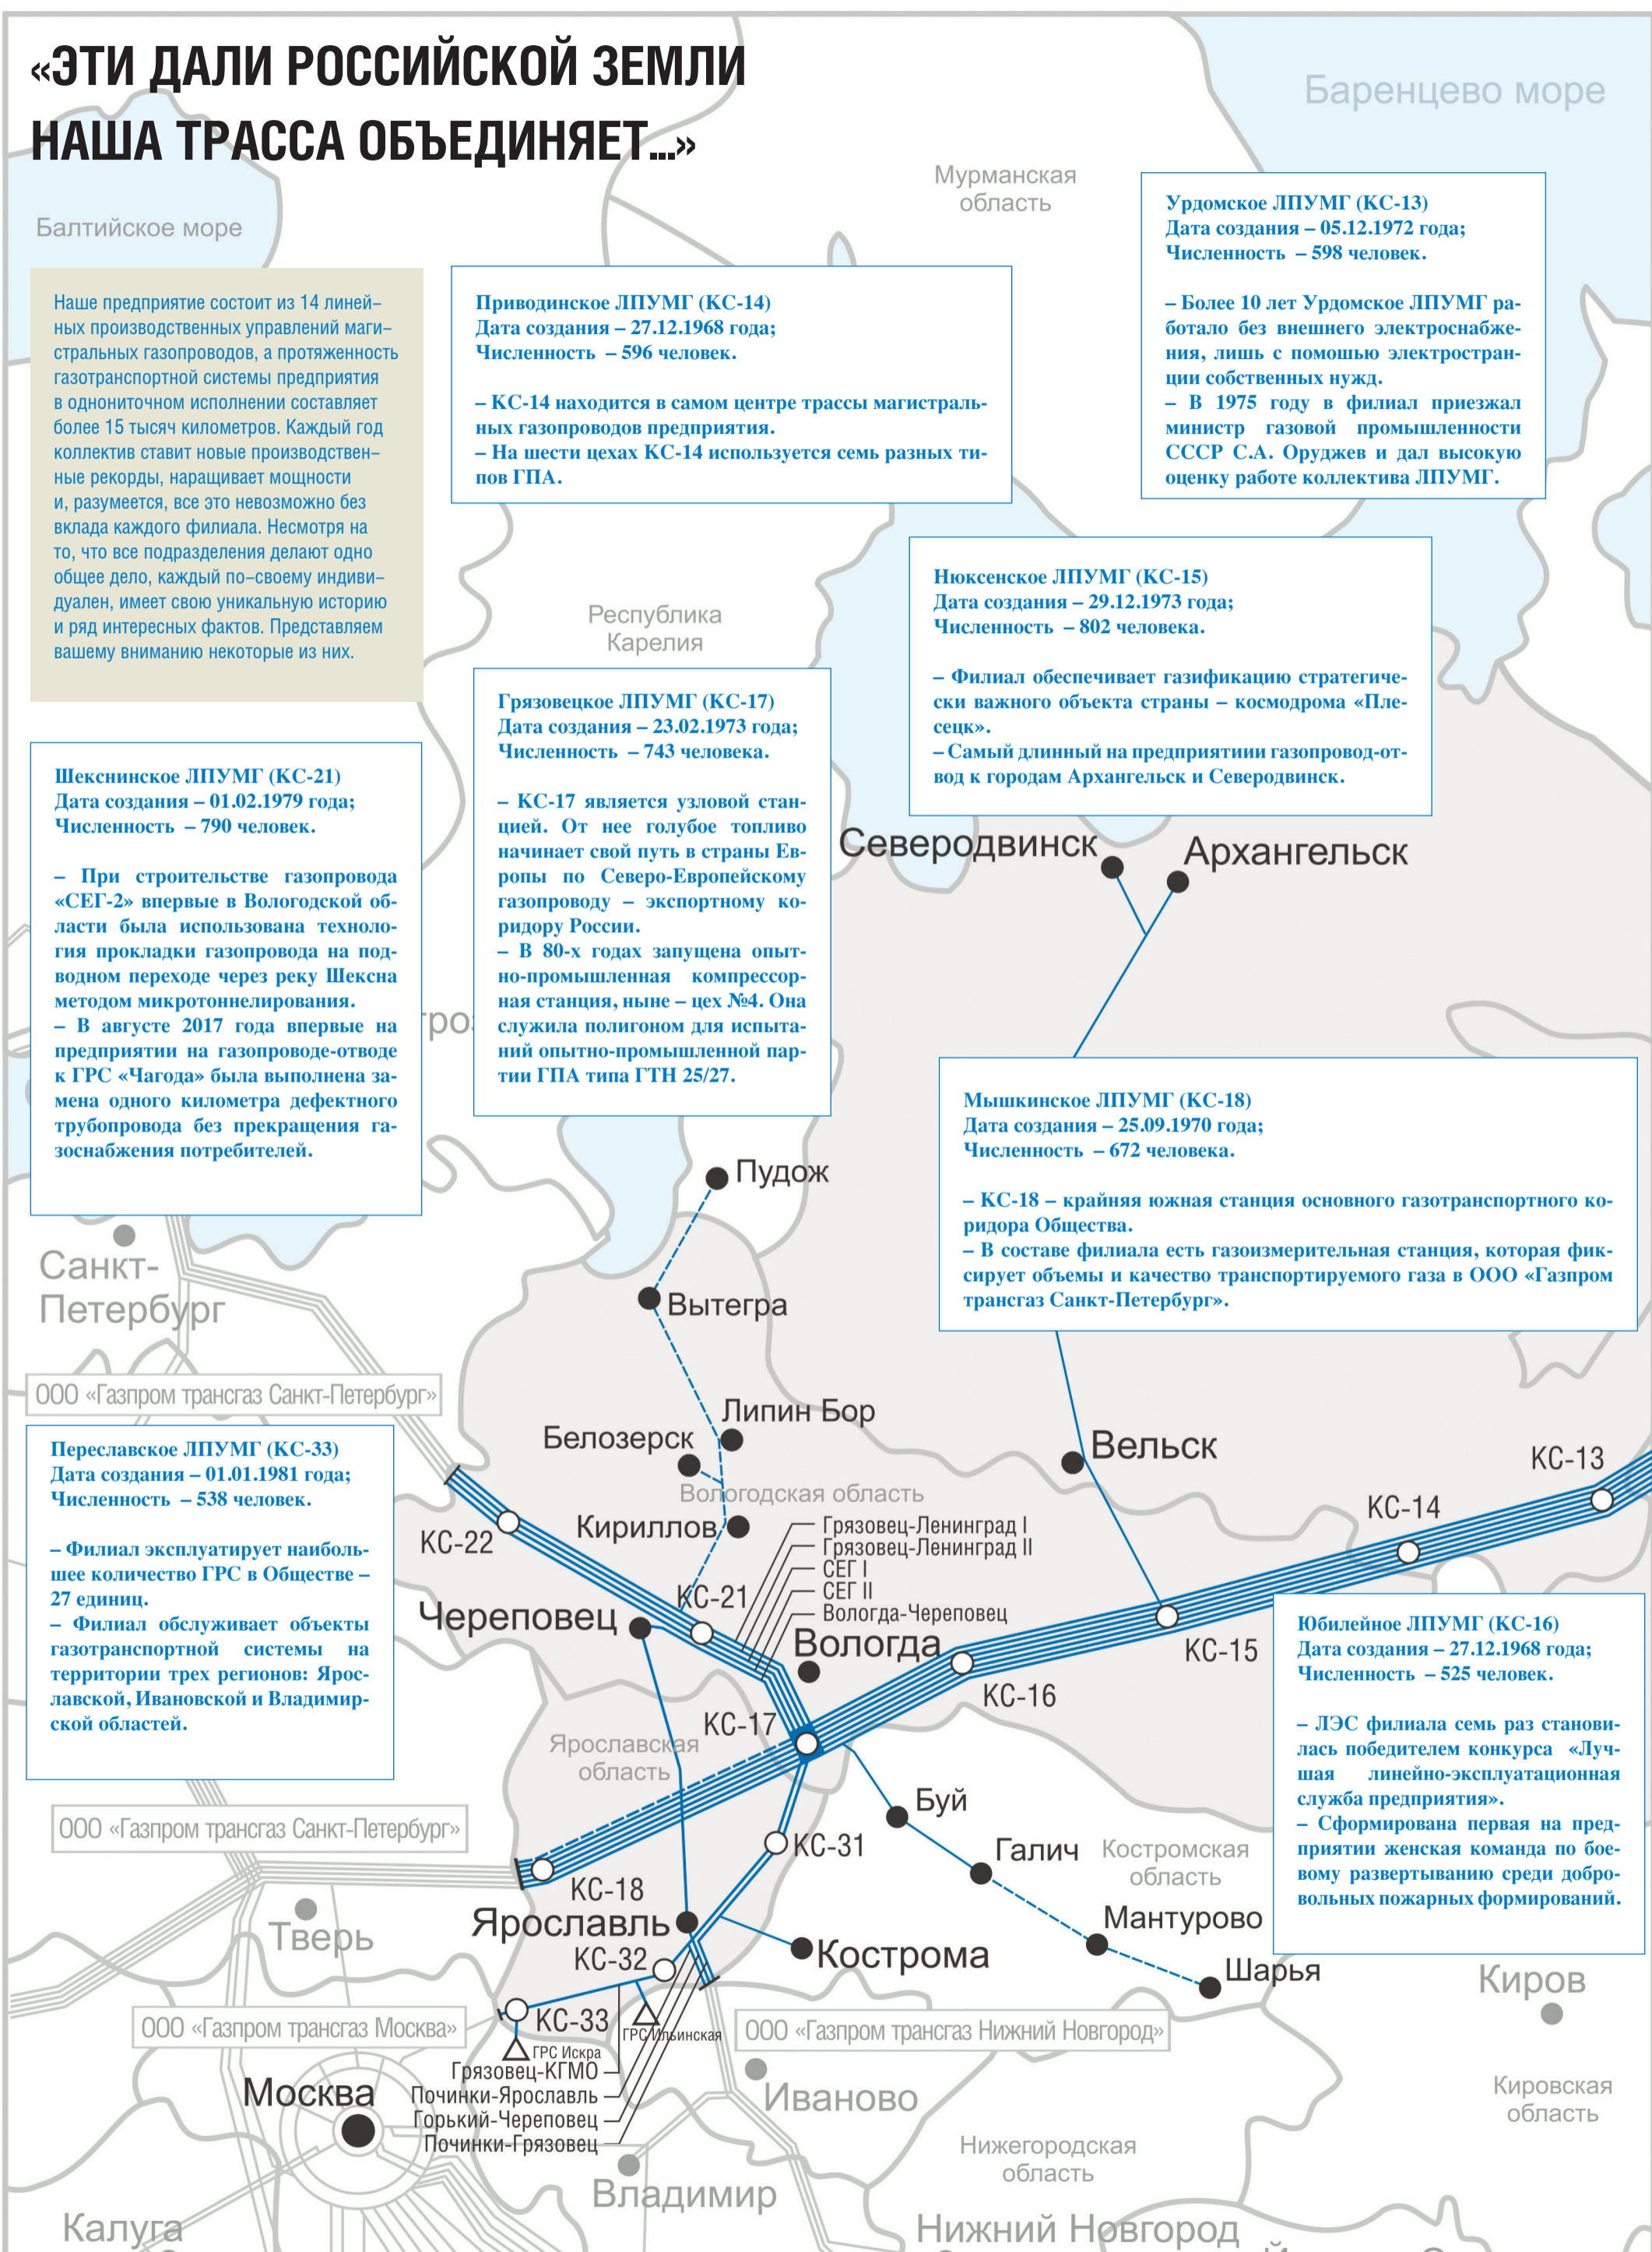 «ЭТИ ДАЛИ РОССИЙСКОЙ ЗЕМЛИ
НАША ТРАССА ОБЪЕДИНЯЕТ...»
Баренцево море
Мурманская
область
Балтийское море
Наше предприятие состоит из 14 линей–
ных производственных управлений маги–
стральных газопроводов, а протяженность
газотранспортной системы предприятия
в однониточном исполнении составляет
более 15 тысяч километров. Каждый год
коллектив ставит новые производствен–
ные рекорды, наращивает мощности
и, разумеется, все это невозможно без
вклада каждого филиала. Несмотря на
то, что все подразделения делают одно
общее дело, каждый по–своему индиви–
дуален, имеет свою уникальную историю
и ряд интересных фактов. Представляем
вашему вниманию некоторые из них.
Приводинское ЛПУМГ (КС-14)
Дата создания – 27.12.1968 года;
Численность – 596 человек.
– КС-14 находится в самом центре трассы магистраль-
ных газопроводов предприятия.
– На шести цехах КС-14 используется семь разных ти-
пов ГПА.
Урдомское ЛПУМГ (КС-13)
Дата создания – 05.12.1972 года;
Численность – 598 человек.
– Более 10 лет Урдомское ЛПУМГ ра-
ботало без внешнего электроснабже-
ния, лишь с помошью электростран-
ции собственных нужд.
– В 1975 году в филиал приезжал
министр газовой промышленности
СССР С.А. Оруджев и дал высокую
оценку работе коллектива ЛПУМГ.
Нюксенское ЛПУМГ (КС-15)
Дата создания – 29.12.1973 года;
Численность – 802 человека.
– Филиал обеспечивает газификацию стратегиче-
ски важного объекта страны – космодрома «Пле-
сецк».
– Самый длинный на предприятиии газопровод-от-
вод к городам Архангельск и Северодвинск.
Республика
Карелия
Грязовецкое ЛПУМГ (КС-17)
Дата создания – 23.02.1973 года;
Численность – 743 человека.
– КС-17 является узловой стан-
цией. От нее голубое топливо
начинает свой путь в страны Ев-
ропы по Северо-Европейскому
газопроводу – экспортному ко-
ридору России.
– В 80-х годах запущена опыт-
но-промышленная компрессор-
ная станция, ныне – цех №4. Она
служила полигоном для испыта-
ний опытно-промышленной пар-
тии ГПА типа ГТН 25/27.
Шекснинское ЛПУМГ (КС-21)
Дата создания – 01.02.1979 года;
Численность – 790 человек.
– При строительстве газопровода
«СЕГ-2» впервые в Вологодской об-
ласти была использована техноло-
гия прокладки газопровода на под-
водном переходе через реку Шексна
методом микротоннелирования.
– В августе 2017 года впервые на
предприятии на газопроводе-отводе
к ГРС «Чагода» была выполнена за-
мена одного километра дефектного
трубопровода без прекращения га-
зоснабжения потребителей.
Северодвинск
Архангельск
Мышкинское ЛПУМГ (КС-18)
Дата создания – 25.09.1970 года;
Численность – 672 человека.
– КС-18 – крайняя южная станция основного газотранспортного ко-
ридора Общества.
– В составе филиала есть газоизмерительная станция, которая фик-
сирует объемы и качество транспортируемого газа в ООО «Газпром
трансгаз Санкт-Петербург».
Пудож
Санкт-
Петербург
Вытегра
ООО «Газпром трансгаз Санкт-Петербург»
Липин Бор
Белозерск
Вельск
КС-13
Переславское ЛПУМГ (КС-33)
Дата создания – 01.01.1981 года;
Численность – 538 человек.
– Филиал эксплуатирует наиболь-
шее количество ГРС в Обществе –
27 единиц.
– Филиал обслуживает объекты
газотранспортной системы на
территории трех регионов: Ярос-
лавской, Ивановской и Владимир-
ской областей.
Вологодская область
КС-14
КС-22
Кириллов
Грязовец-Ленинград I
Грязовец-Ленинград II
СЕГ I
СЕГ II
Вологда-Череповец
КС-21
Череповец
Вологда
КС-15
КС-16
КС-17
Юбилейное ЛПУМГ (КС-16)
Дата создания – 27.12.1968 года;
Численность – 525 человек.
– ЛЭС филиала семь раз станови-
лась победителем конкурса «Луч-
шая линейно-эксплуатационная
служба предприятия».
– Сформирована первая на пред-
приятии женская команда по бое-
вому развертыванию среди добро-
вольных пожарных формирований.
Ярославская
область
Буй
ООО «Газпром трансгаз Санкт-Петербург»
КС-31
Галич
Костромская
область
КС-18
Ярославль
Тверь
Мантурово
КС-32
Кострома
Шарья
Киров
КС-33
ООО «Газпром трансгаз Москва»
ГРС Ильинская
ООО «Газпром трансгаз Нижний Новгород»
ГРС Искра
Грязовец-КГМО
Починки-Ярославль
Горький-Череповец
Починки-Грязовец
Москва
Иваново
Кировская
область
Нижегородская
область
Владимир
Калуга
Нижний Новгород